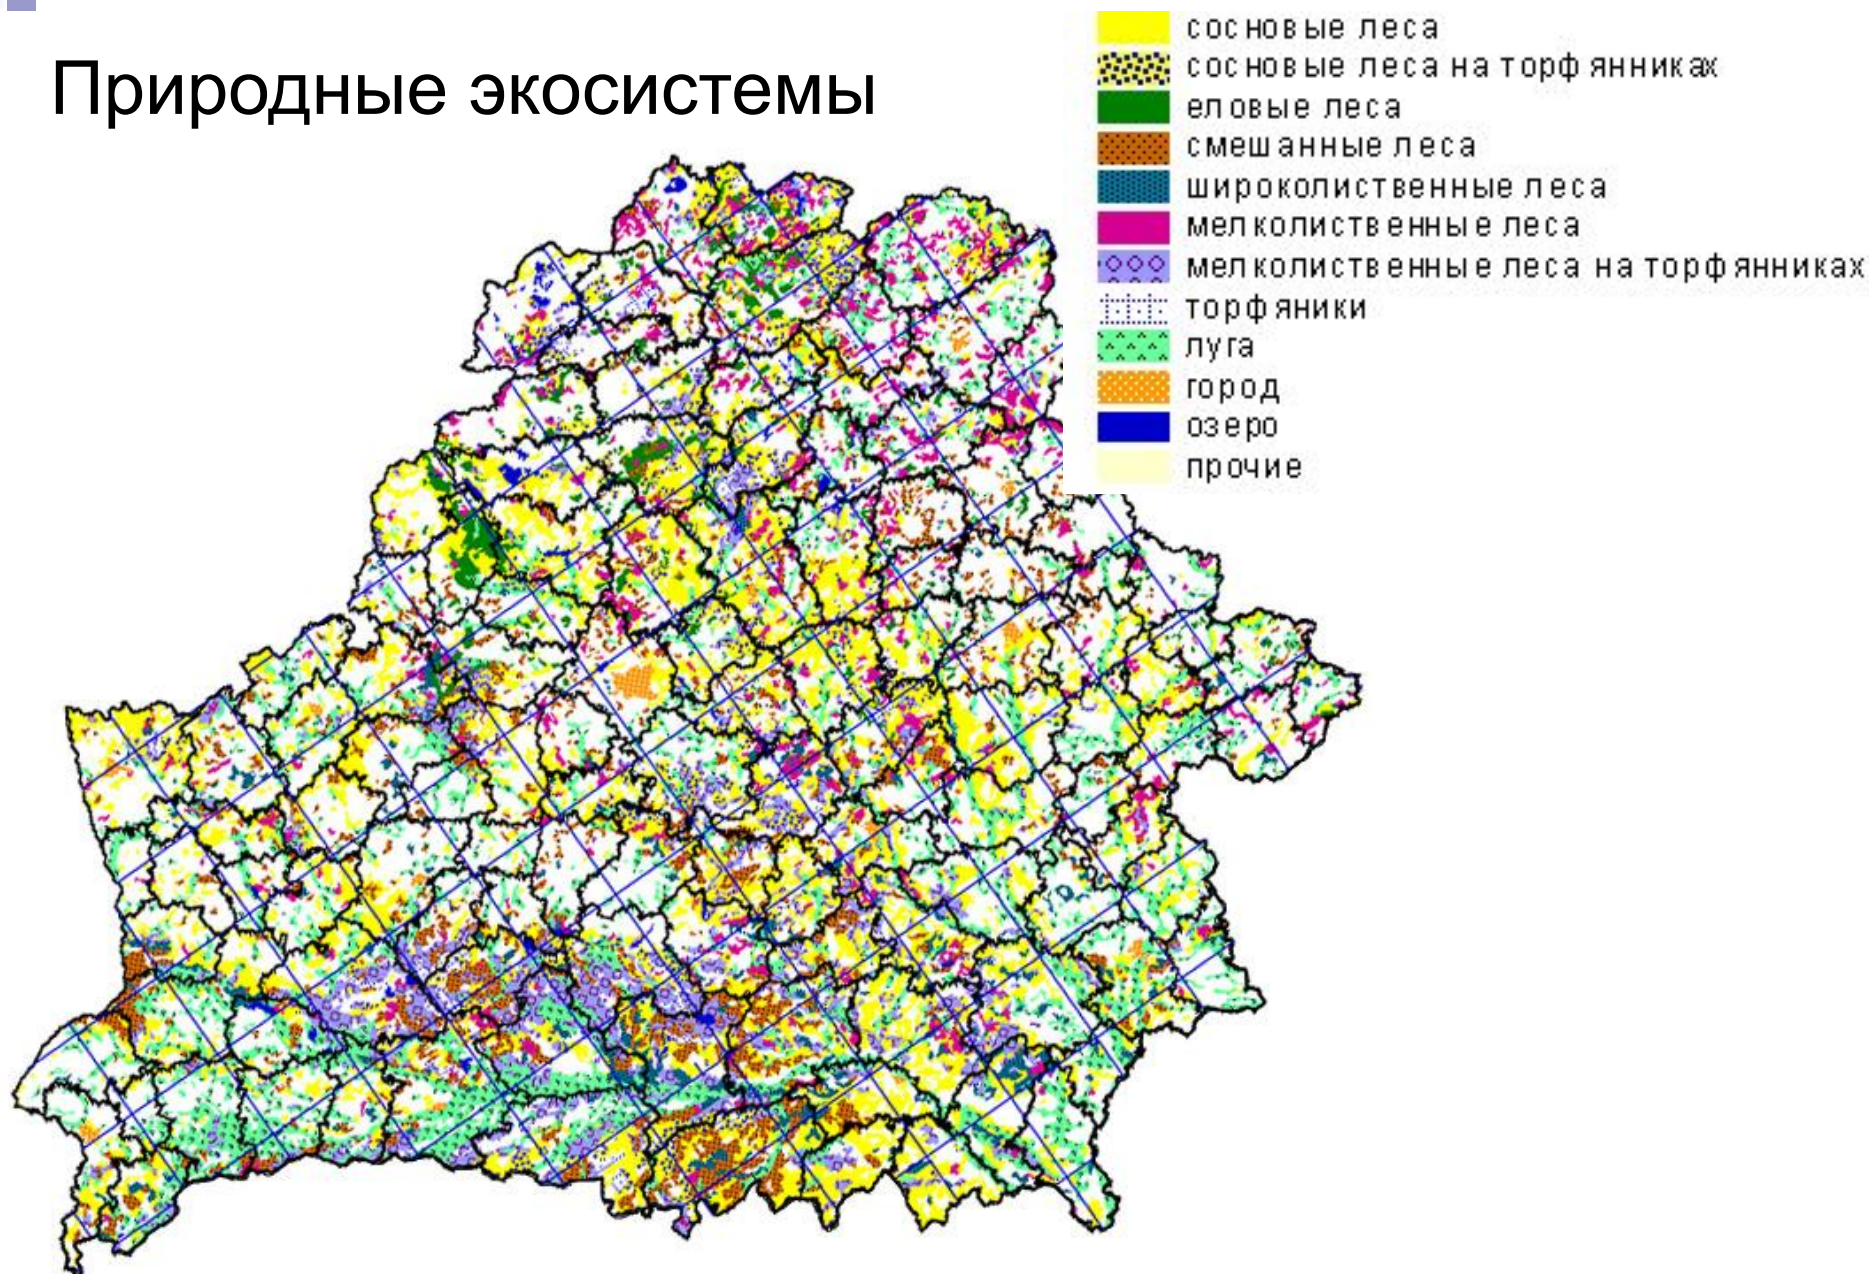 Природные экосистемы
сосновые леса
сосновые леса на торфянниках
еловые леса
смешанные леса
широколиственные леса
мелколиственные леса
мелколиственные леса на торфянниках
торфяники
луга
город
озеро
прочие